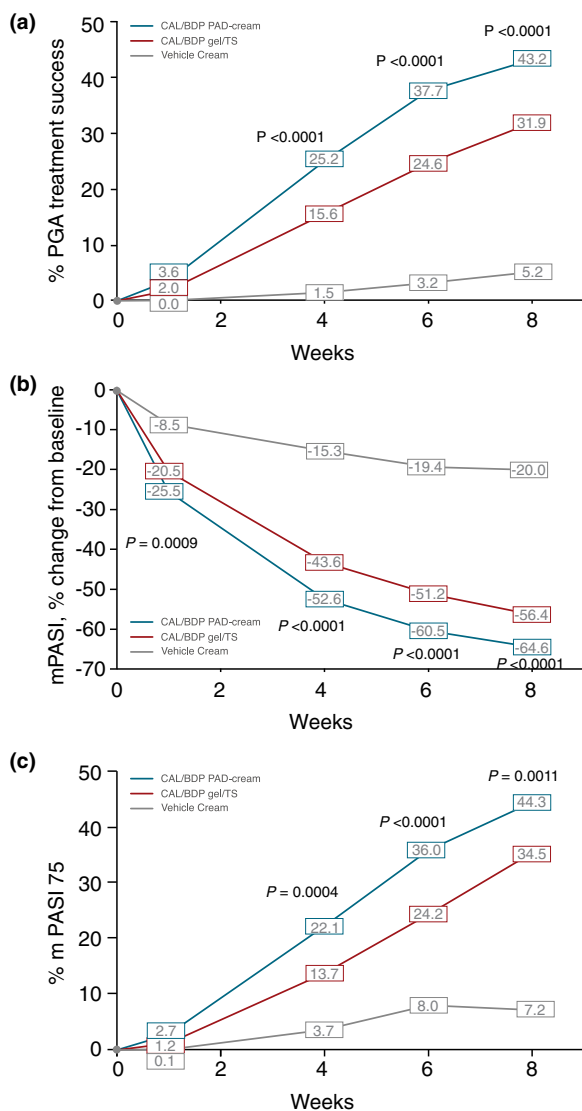 (a)
50
40
30
20
10
0
% PGA treatment success
CAL/BDP PAD-cream
CAL/BDP gel/TS
Vehicle Cream
P <0.0001
P <0.0001
P <0.0001
43.2
37.7
25.2
31.9
24.6
15.6
3.6
2.0
0.0
1.5
3.2
5.2
0 2 4 6 8
Weeks
(b)
0
-10
-20
-30
-40
-50
-60
-70
mPASI, % change from baseline
-8.5
-15.3
-19.4
-20.0
-20.5
-25.5
P = 0.0009
-43.6
-51.2
-56.4
-52.6
-60.5
-64.6
P <0.0001
P <0.0001
P <0.0001
CAL/BDP PAD-cream
CAL/BDP gel/TS
Vehicle Cream
0 2 4 6 8
Weeks
(c)
50
40
30
20
10
0
% m PASI 75
CAL/BDP PAD-cream
CAL/BDP gel/TS
Vehicle Cream
P = 0.0011
P <0.0001
P = 0.0004
44.3
36.0
22.1
34.5
24.2
13.7
2.7
1.2
0.1
3.7
8.0
7.2
0 2 4 6 8
Weeks